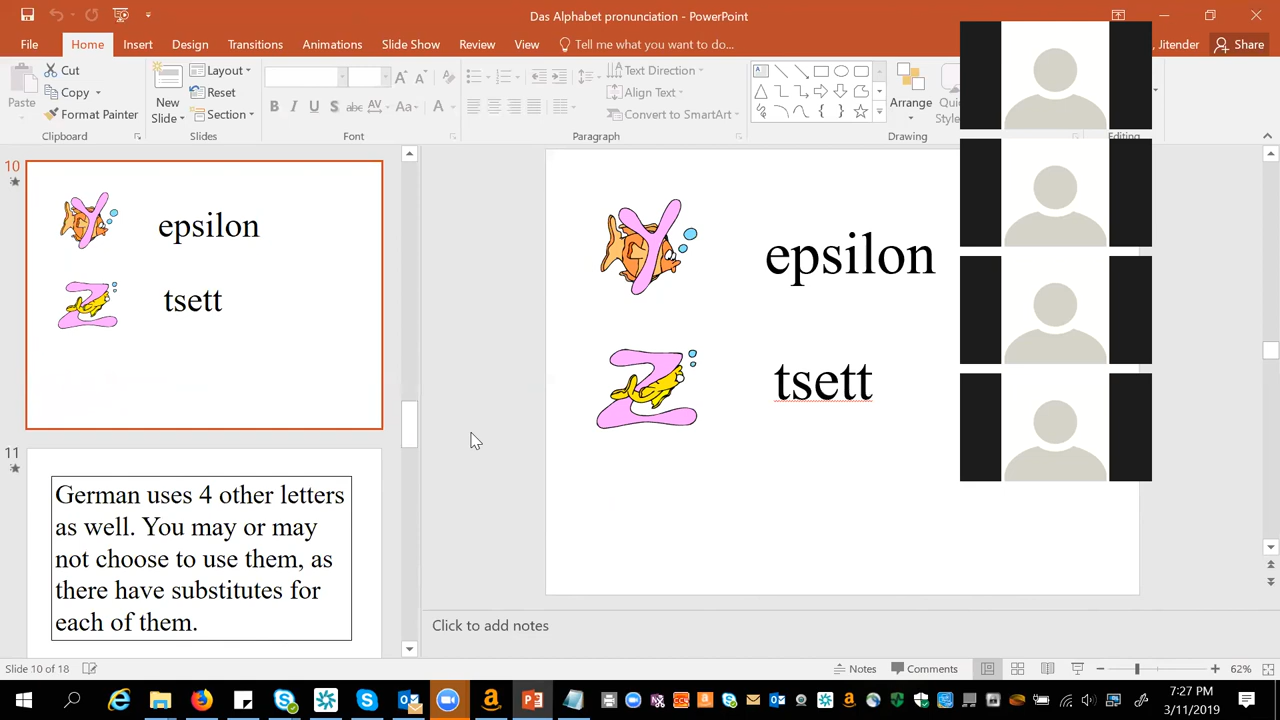 Das Alphabet pronunciation - PowerPoint
File Home Insert Design Transitions Animations Slide Show Review View Tell me what you want to do... Jitender Share
Paste
Cut
Copy
Format Painter
Clipboard
New Slide
Layout
Reset
Section
Slides
B I U S abc AV Aa A
Font
Text Direction
Align Text
Convert to SmartArt
Paragraph
Arrange
Drawing
Editing
10
Y epsilon
Z tsett
11
German uses 4 other letters
as well. You may or may
not choose to use them, as
there have substitutes for
each of them.
Y epsilon
Z tsett
Click to add notes
Slide 10 of 18 Notes Comments 62%
7:27 PM
3/11/2019